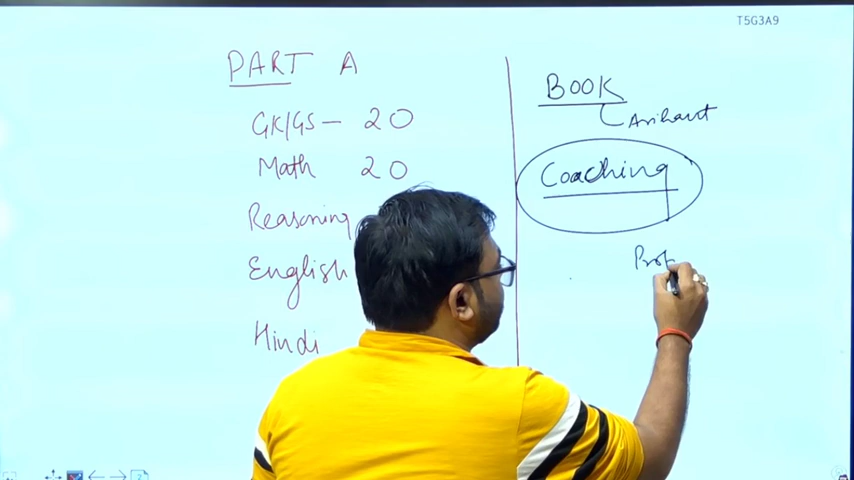 T5G3A9
PART A
GK/GS - 20
Math 20
Reasoning
English
Hindi
BOOK
Arihant
Coaching